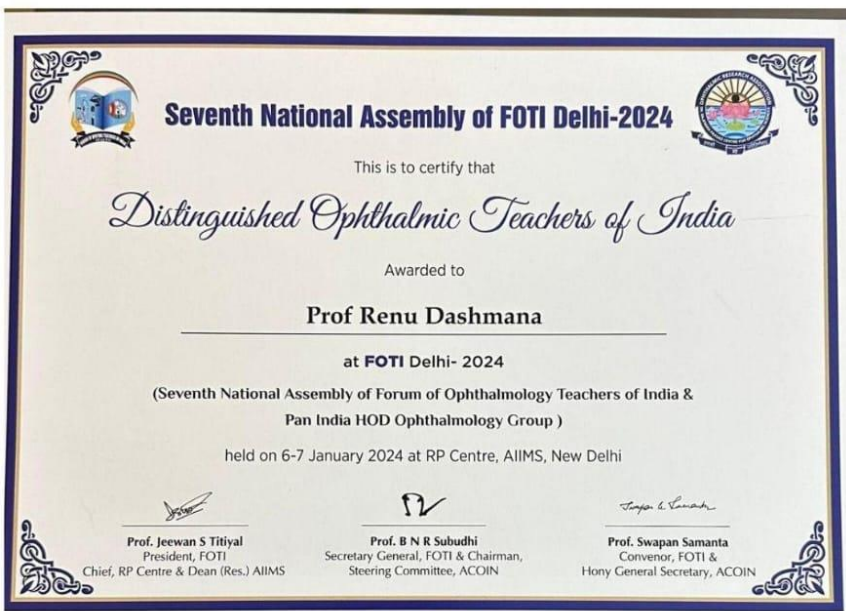 Seventh National Assembly of FOTI Delhi-2024
This is to certify that
Distinguished Ophthalmic Teachers of India
Awarded to
Prof Renu Dashmana
at FOTI Delhi- 2024
(Seventh National Assembly of Forum of Ophthalmology Teachers of India &
Pan India HOD Ophthalmology Group )
held on 6-7 January 2024 at RP Centre, AIIMS, New Delhi
Prof. Jeewan S Titiyal
President, FOTI
Chief, RP Centre & Dean (Res.) AIIMS
Prof. B N R Subudhi
Secretary General, FOTI & Chairman,
Steering Committee, ACOIN
Prof. Swapan Samanta
Convenor, FOTI &
Hony General Secretary, ACOIN